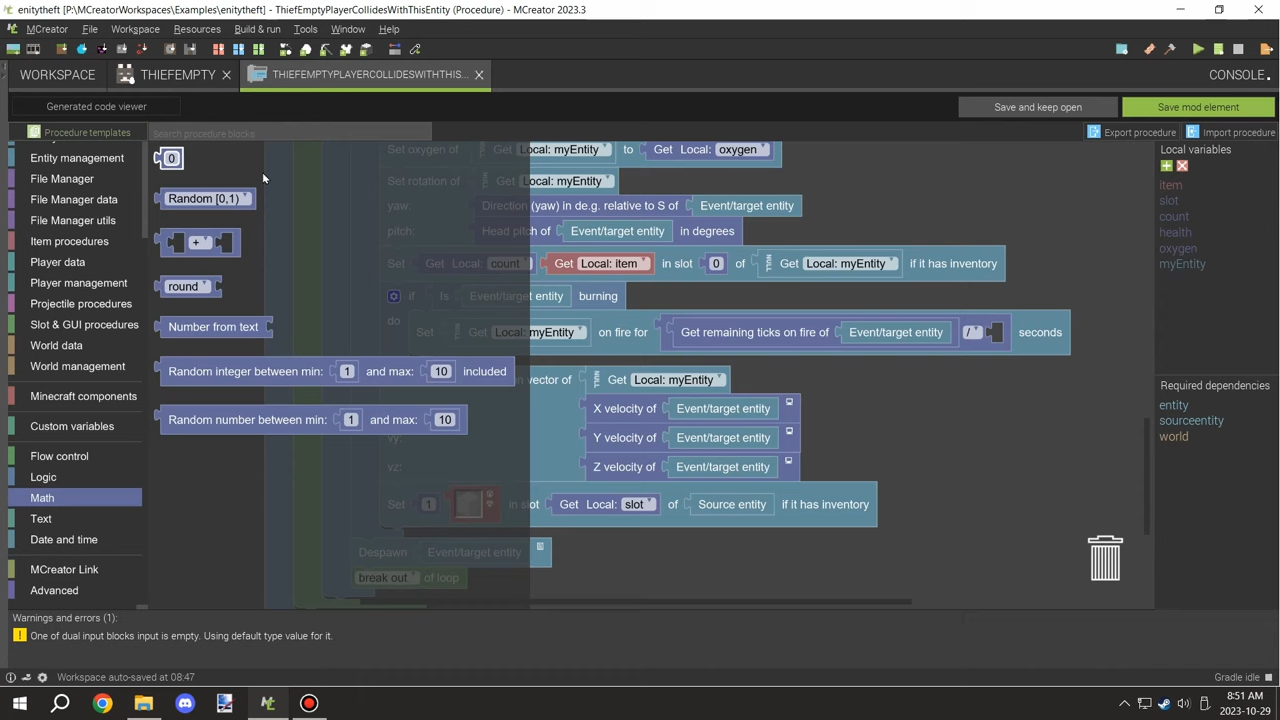 enitytheft [P:\MCreatorWorkspaces\Examples\enitytheft] - ThiefEmptyPlayerCollidesWithThisEntity (Procedure) - MCreator 2023.3
MCreator File Workspace Resources Build & run Tools Window Help
WORKSPACE THIEFEMPTY THIEFEMPTYPLAYERCOLLIDESWITHTHIS... CONSOLE
Generated code viewer Save and keep open Save mod element
Procedure templates Search procedure blocks Export procedure Import procedure
Entity management
File Manager
File Manager data
File Manager utils
Item procedures
Player data
Player management
Projectile procedures
Slot & GUI procedures
World data
World management
Minecraft components
Custom variables
Flow control
Logic
Math
Text
Date and time
MCreator Link
Advanced
0
Random [0,1)
+
round
Number from text
Random integer between min: 1 and max: 10 included
Random number between min: 1 and max: 10
Set oxygen of NULL Get Local: myEntity to Get Local: oxygen
Set rotation of Get Local: myEntity
yaw: Direction (yaw) in de.g. relative to S of Event/target entity
pitch: Head pitch of Event/target entity in degrees
Set Get Local: count Get Local: item in slot 0 of NULL Get Local: myEntity if it has inventory
if Is Event/target entity burning
do Set NULL Get Local: myEntity on fire for Get remaining ticks on fire of Event/target entity / seconds
n vector of NULL Get Local: myEntity
X velocity of Event/target entity
vy: Y velocity of Event/target entity
vz: Z velocity of Event/target entity
Set 1 in slot Get Local: slot of Source entity if it has inventory
Despawn Event/target entity
break out of loop
Local variables
item
slot
count
health
oxygen
myEntity
Required dependencies
entity
sourceentity
world
Warnings and errors (1):
One of dual input blocks input is empty. Using default type value for it.
Workspace auto-saved at 08:47 Gradle idle
8:51 AM
2023-10-29